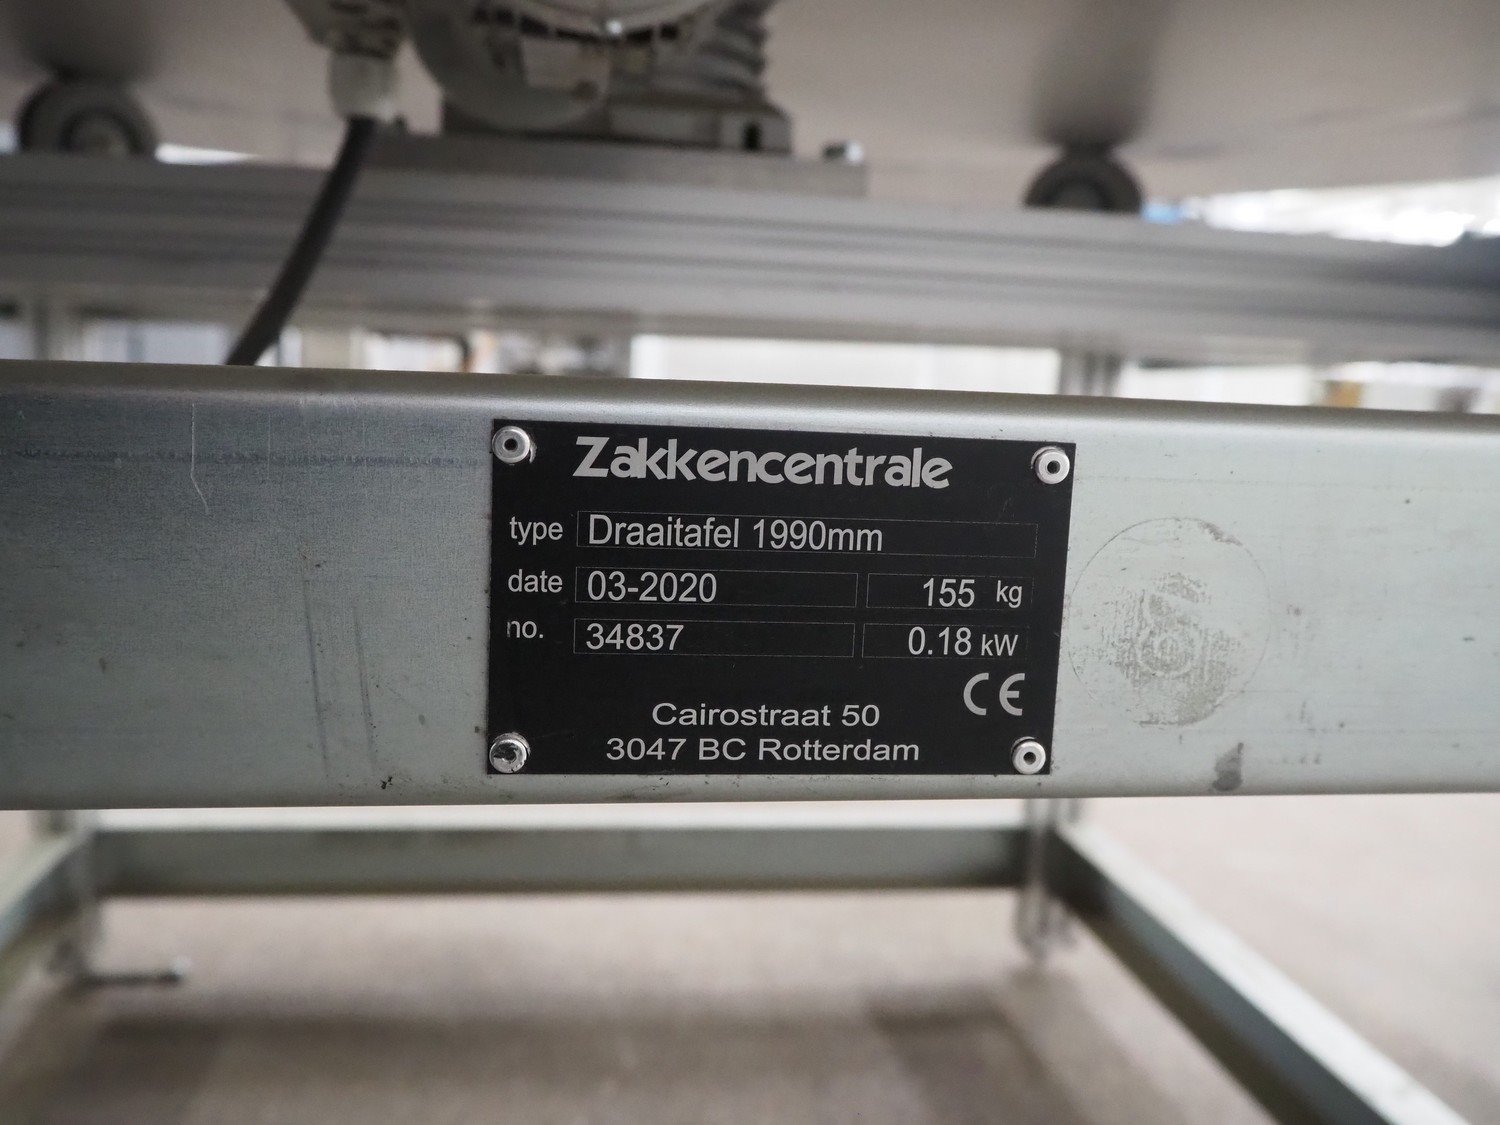 Zakkencentrale
type Draaitafel 1990mm
date 03-2020 155 kg
no. 34837 0.18 kW
CE
Cairostraat 50
3047 BC Rotterdam